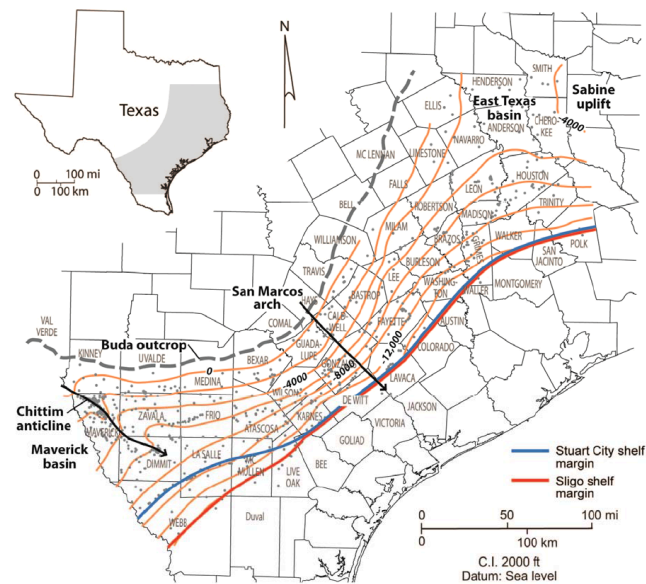 N
Texas
0 100 mi
0 100 km
SMITH
HENDERSON
Sabine
uplift
ELLIS
East Texas
basin
CHERO-
KEE
-4000
ANDERSON
NAVARRO
MC LENNAN
LIMESTONE
FALLS
LEON
HOUSTON
BELL
ROBERTSON
TRINITY
MADISON
MILAM
WILLIAMSON
BRAZOS
GRIMES
WALKER
POLK
BURLESON
SAN
JACINTO
TRAVIS
LEE
WASHING-
TON
WALLER
MONTGOMERY
San Marcos
arch
HAYS
BASTROP
CALD-
WELL
FAYETTE
AUSTIN
COMAL
VAL
VERDE
GUADA-
LUPE
-12,000
COLORADO
Buda outcrop
KINNEY
UVALDE
BEXAR
GONZALES
-8000
0
MEDINA
-4000
LAVACA
WILSON
DE WITT
Chittim
anticline
ZAVALA
FRIO
KARNES
JACKSON
ATASCOSA
VICTORIA
MAVERICK
Maverick
basin
GOLIAD
DIMMIT
LA SALLE
MC
MULLEN
LIVE
OAK
BEE
Stuart City shelf
margin
Sligo shelf
margin
WEBB
Duval
0 50 100 mi
0 100 km
C.I. 2000 ft
Datum: Sea level